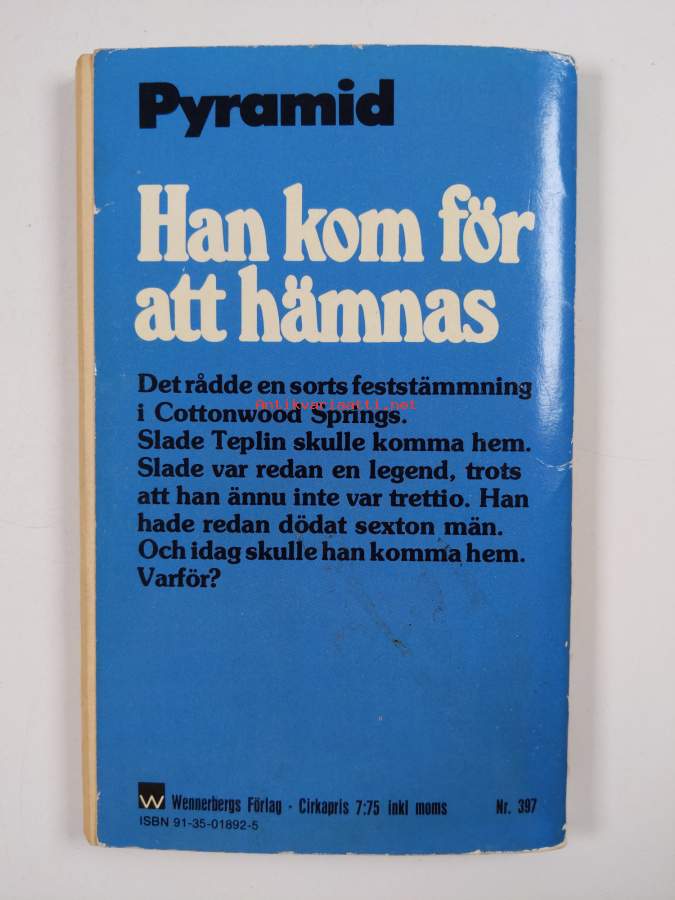 Pyramid
Han kom för
att hämnas
Det rådde en sorts feststämmning
Antikvariaatti.net
i Cottonwood Springs.
Slade Teplin skulle komma hem.
Slade var redan en legend, trots
att han ännu inte var trettio. Han
hade redan dödat sexton män.
Och idag skulle han komma hem.
Varför?
W Wennerbergs Förlag · Cirkapris 7:75 inkl moms Nr. 397
ISBN 91-35-01892-5